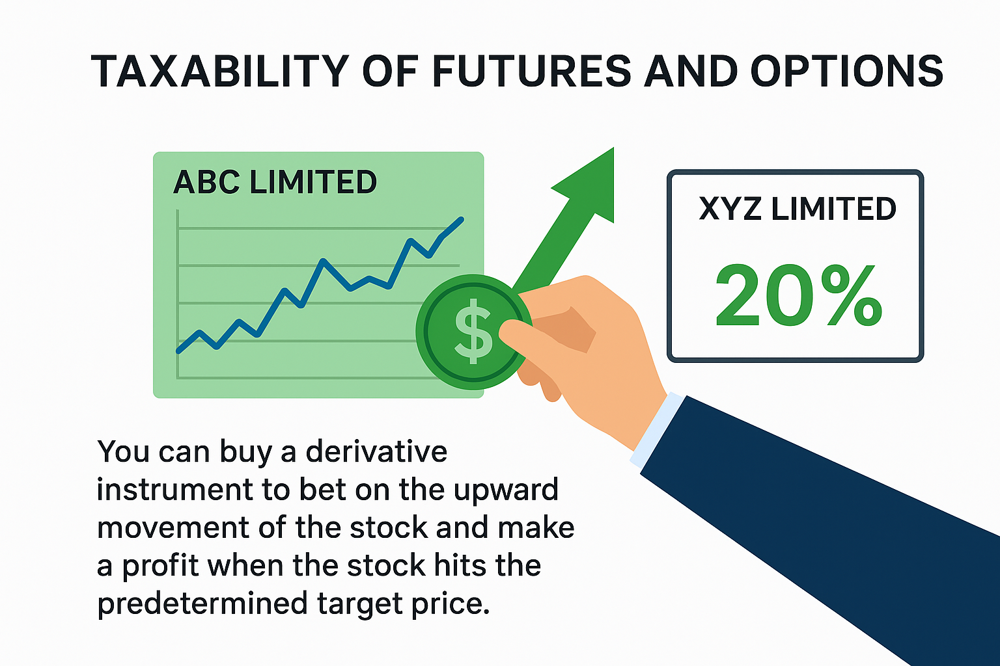 TAXABILITY OF FUTURES AND OPTIONS
ABC LIMITED
$
XYZ LIMITED
20%
You can buy a derivative
instrument to bet on the upward
movement of the stock and make
a profit when the stock hits the
predetermined target price.